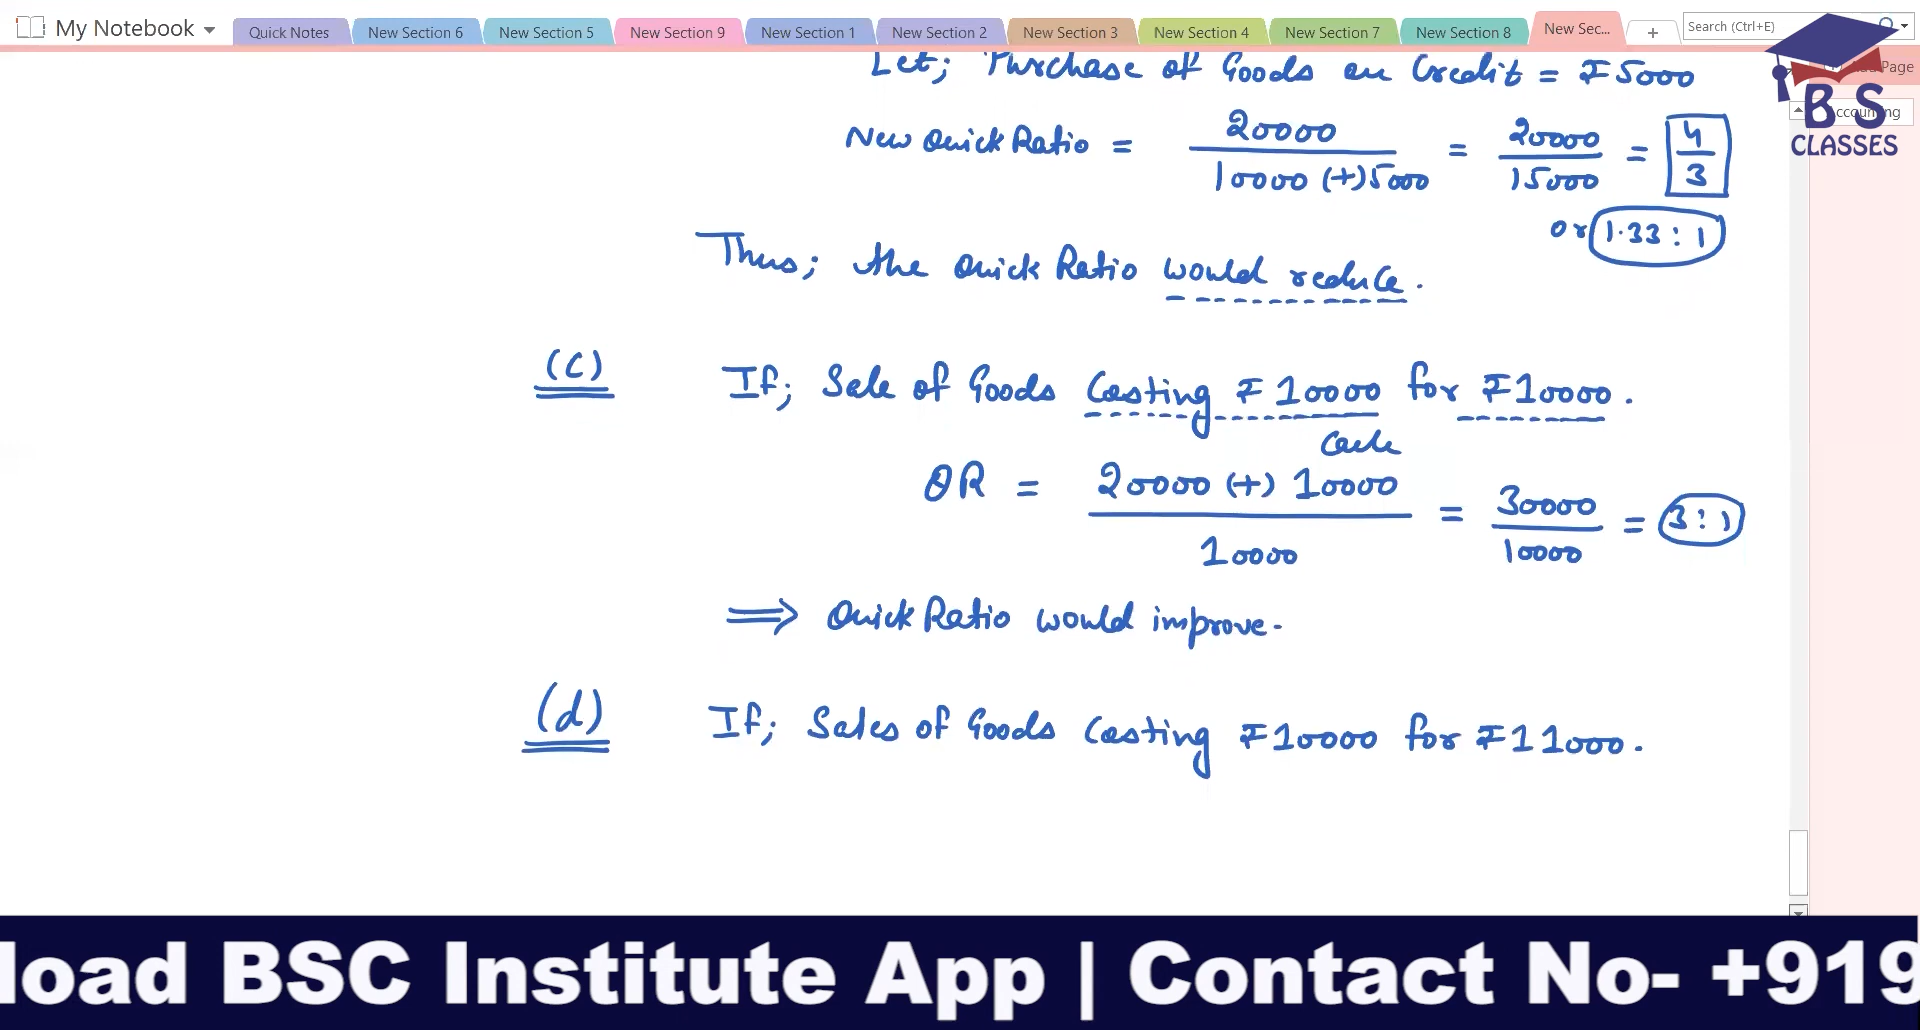 My Notebook
Quick Notes New Section 6 New Section 5 New Section 9 New Section 1 New Section 2 New Section 3 New Section 4 New Section 7 New Section 8 New Sec... +
Search (Ctrl+E)
Page
Accounting
BS
CLASSES
Let; Purchase of Goods on Credit = ₹5000
New Quick Ratio = 20000 / 10000 (+) 5000 = 20000 / 15000 = 4/3
or 1.33 : 1
Thus; the Quick Ratio would reduce.
(C) If; Sale of Goods Costing ₹10000 for ₹10000.
Cash
QR = 20000 (+) 10000 / 10000 = 30000 / 10000 = 3 : 1
⇒ Quick Ratio would improve.
(d) If; Sales of Goods Costing ₹10000 for ₹11000.
load BSC Institute App | Contact No- +919